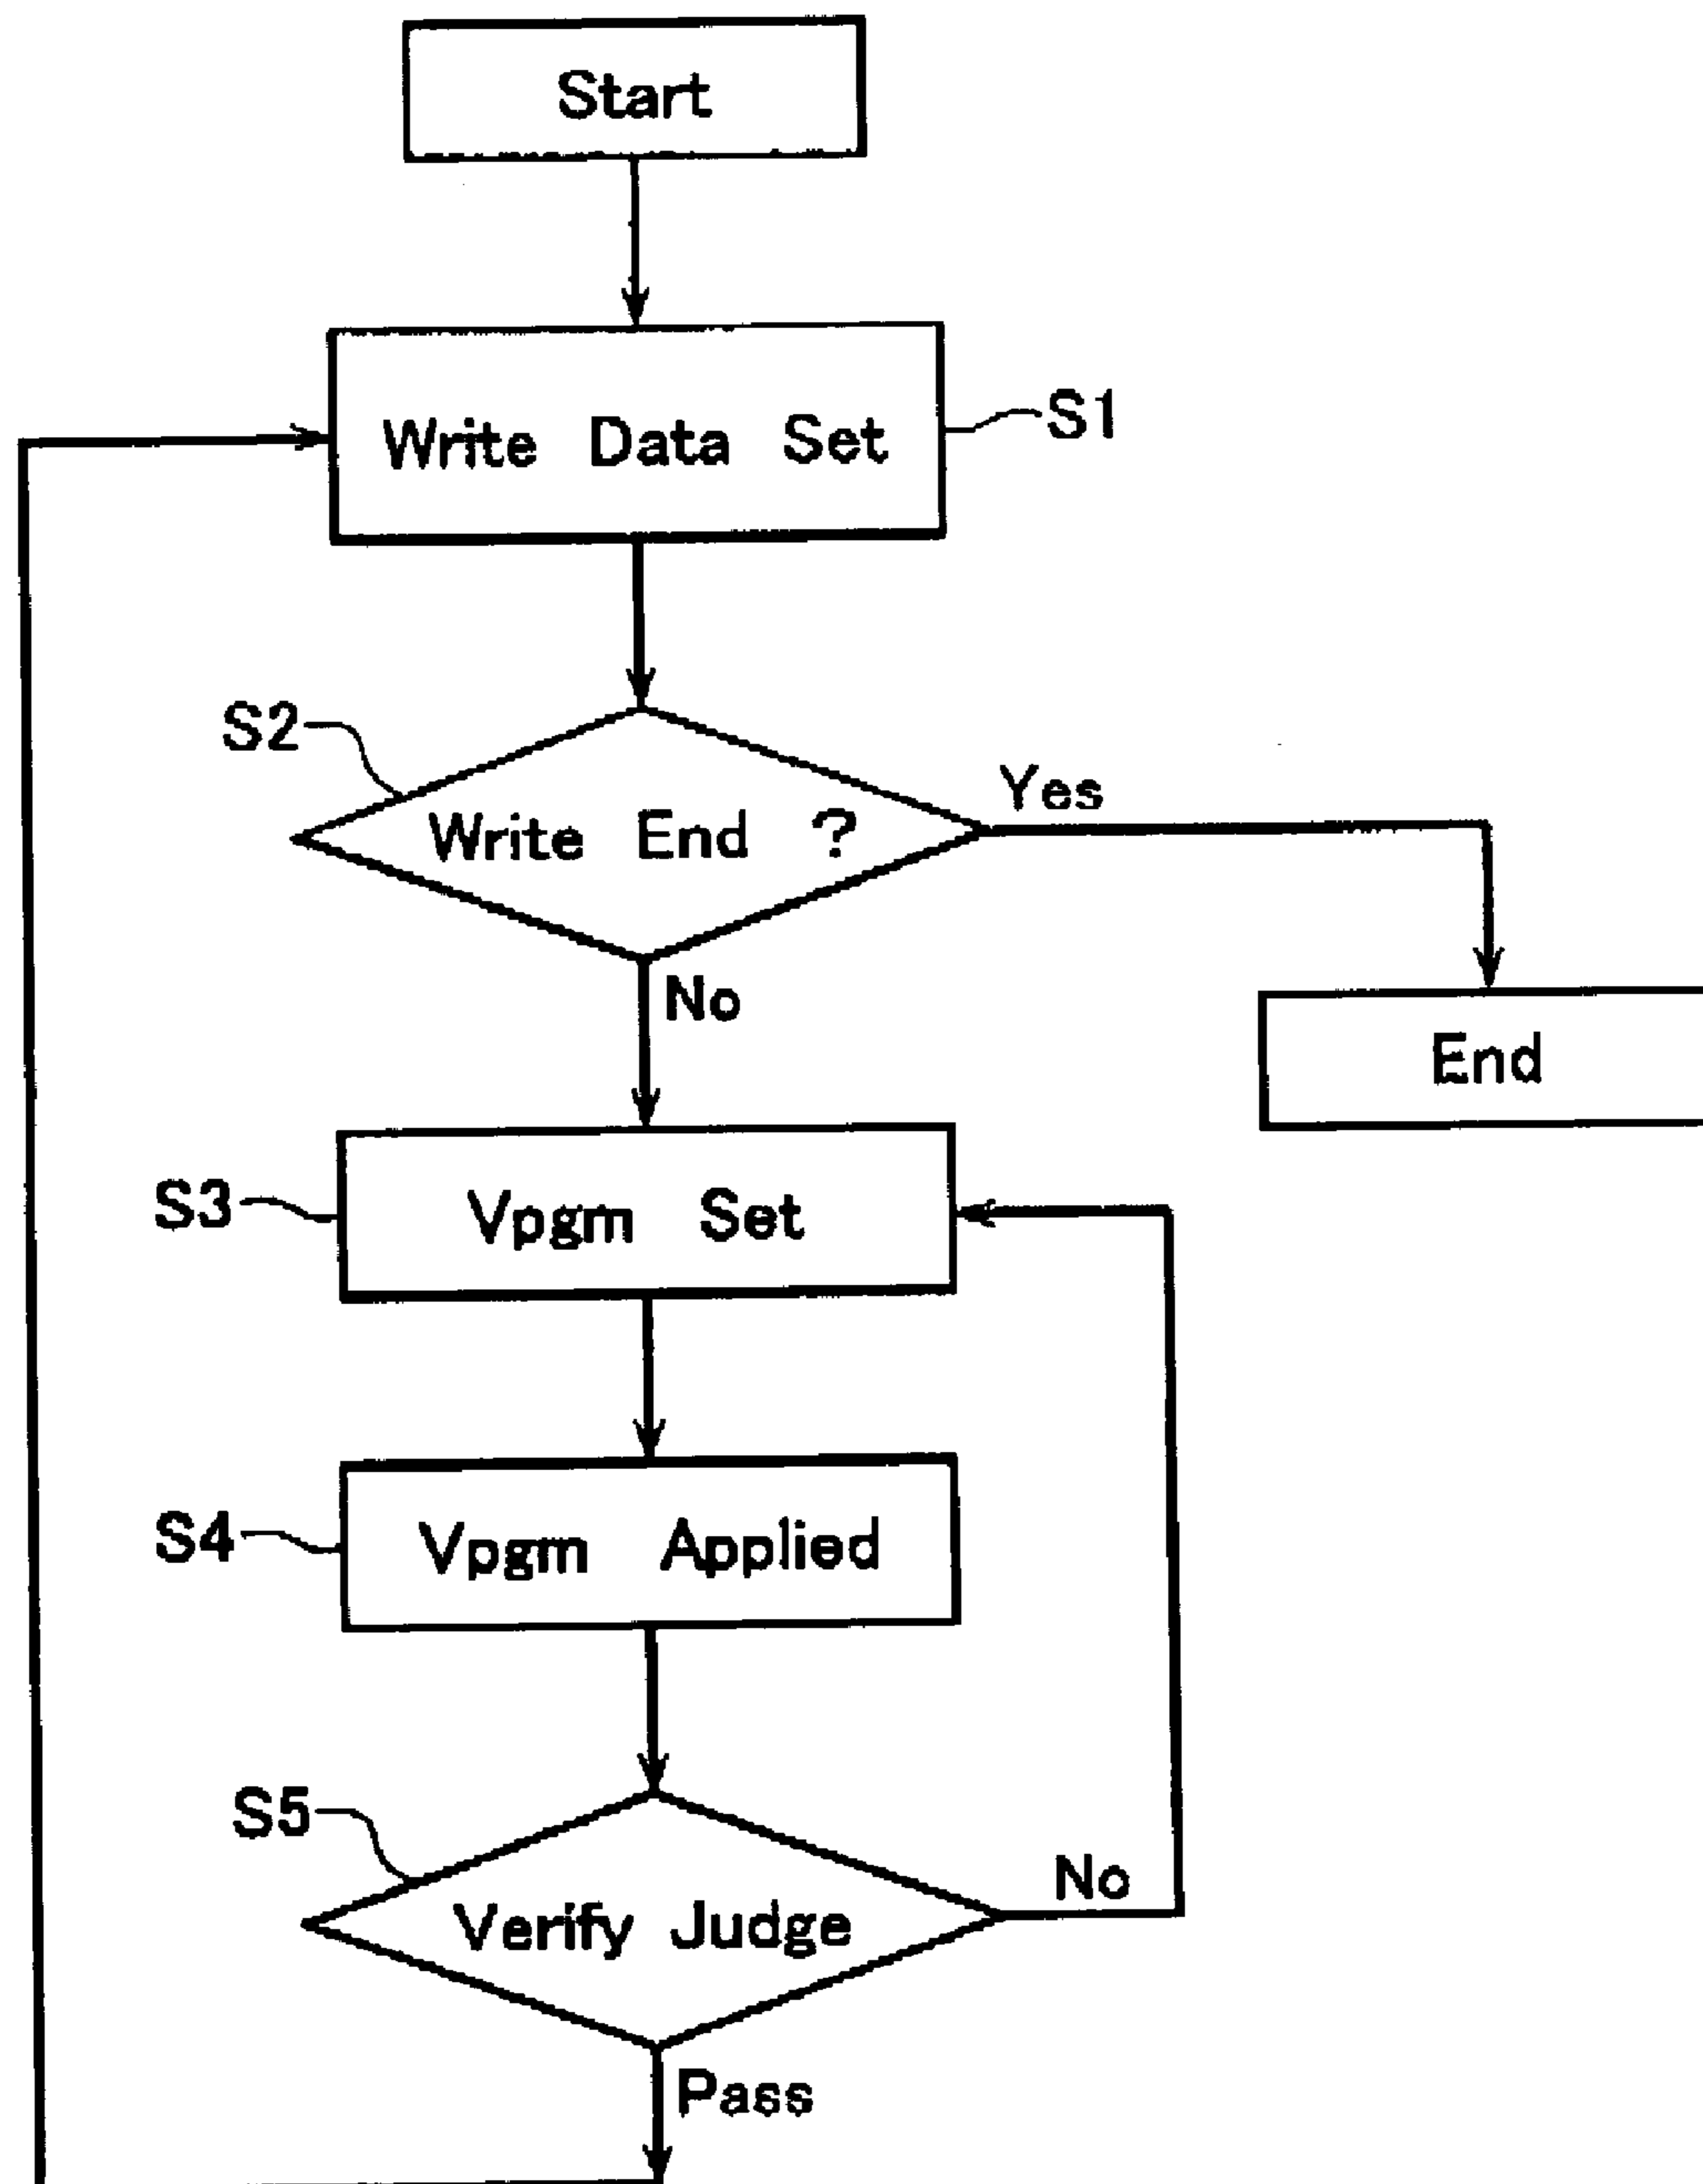 Start
Write Data Set
S1
S2
Write End ?
Yes
No
End
S3
Vpgm Set
S4
Vpgm Applied
S5
Verify Judge
No
Pass